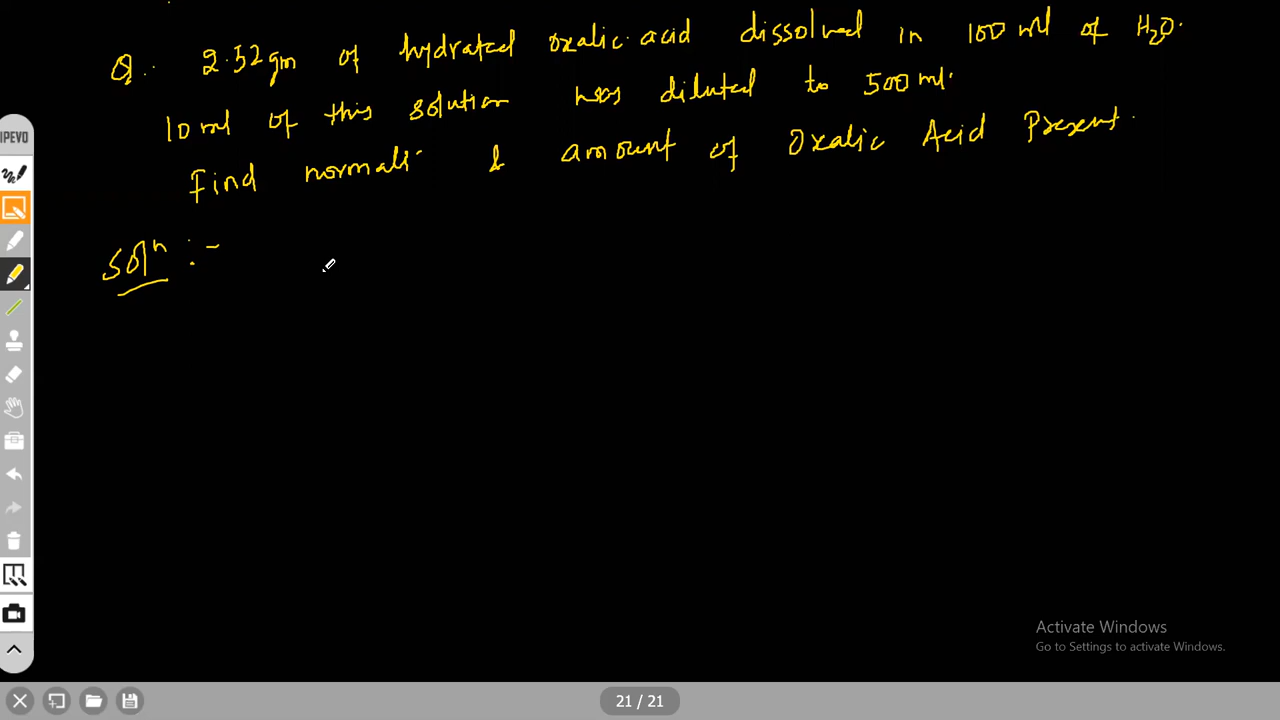 Q. 2.52gm of hydrated oxalic acid dissolved in 100 ml of H2O.
10 ml of this solution was diluted to 500 ml.
Find normali & amount of Oxalic Acid Present.
Solⁿ :-
IPEVO
Activate Windows
Go to Settings to activate Windows.
21 / 21